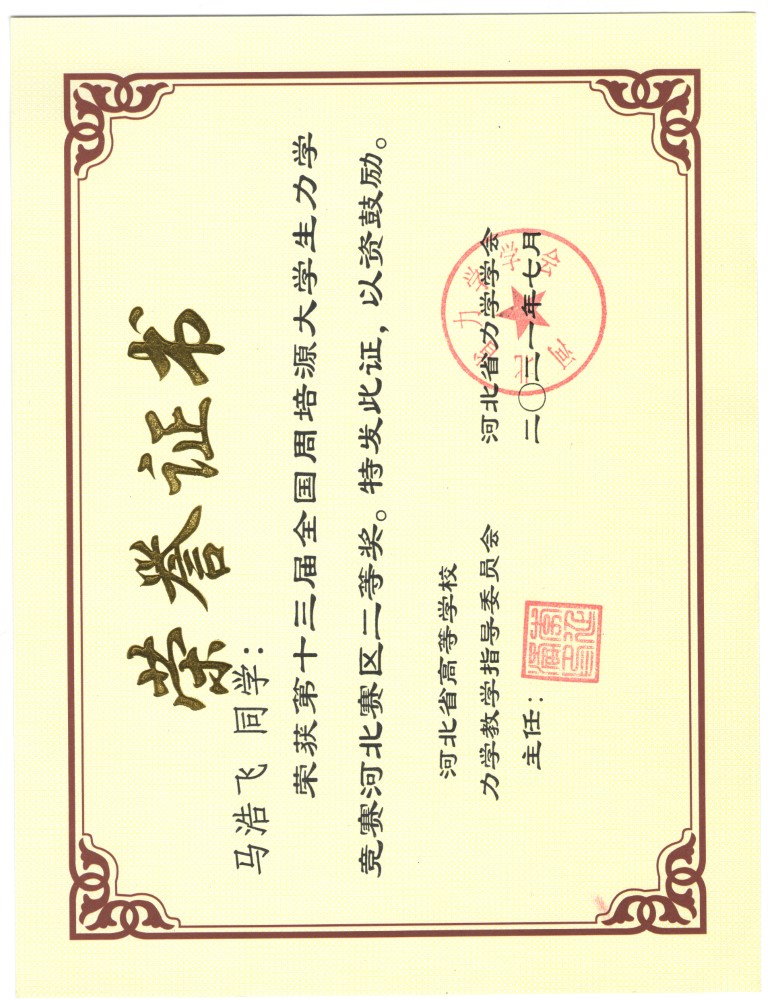 荣誉证书
马浩飞 同学：
荣获第十三届全国周培源大学生力学
竞赛河北赛区二等奖。特发此证，以资鼓励。
河北省高等学校
力学教学指导委员会
主任：
河北省力学学会
二〇二一年七月
河北省力学学会